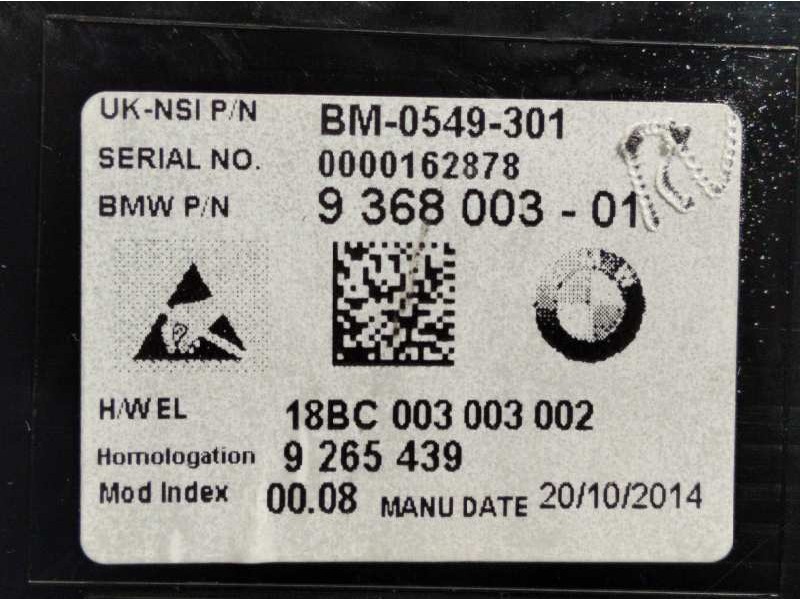 UK-NSI P/N BM-0549-301
SERIAL NO. 0000162878
BMW P/N 9 368 003 - 01
H/W EL 18BC 003 003 002
Homologation 9 265 439
Mod Index 00.08 MANU DATE 20/10/2014